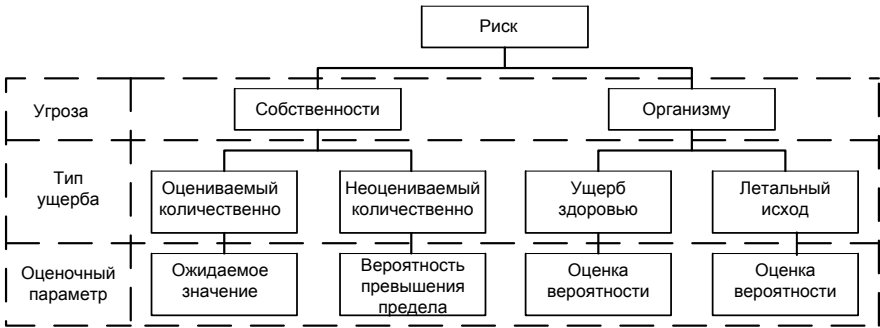 Риск
Угроза
Собственности
Организму
Тип
ущерба
Оцениваемый
количественно
Неоцениваемый
количественно
Ущерб
здоровью
Летальный
исход
Оценочный
параметр
Ожидаемое
значение
Вероятность
превышения
предела
Оценка
вероятности
Оценка
вероятности